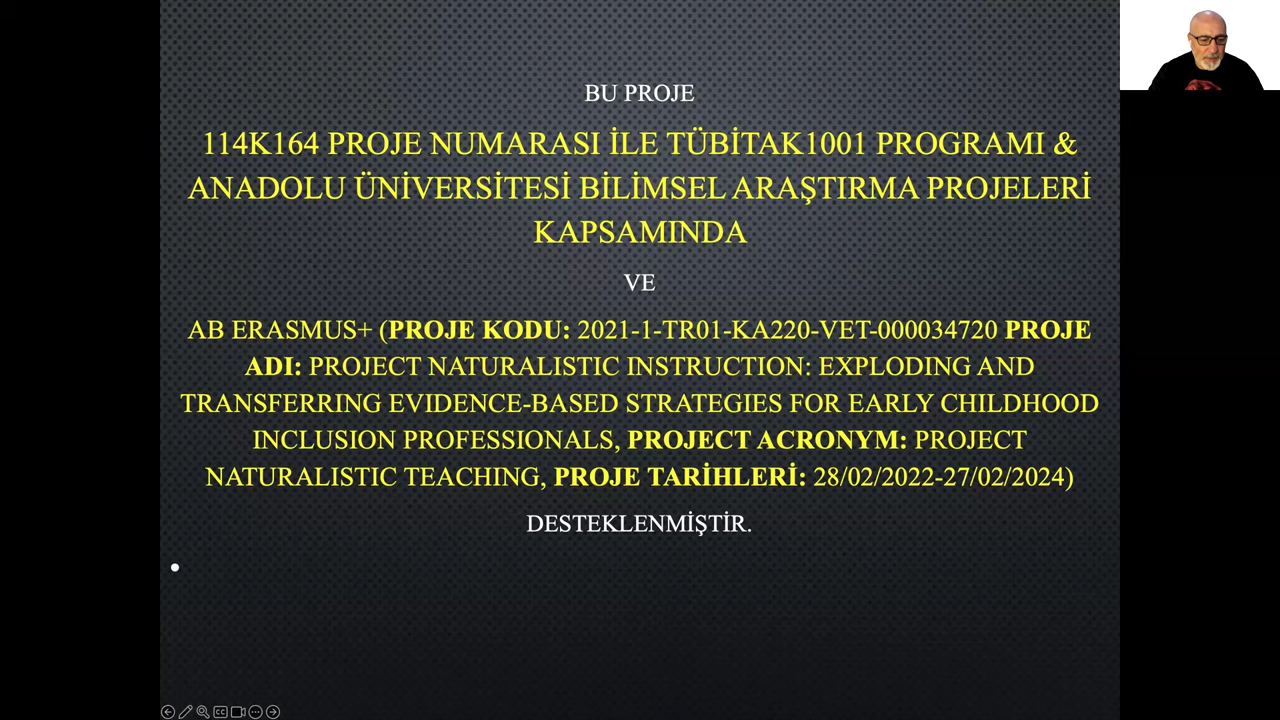 BU PROJE
114K164 PROJE NUMARASI İLE TÜBİTAK1001 PROGRAMI &
ANADOLU ÜNİVERSİTESİ BİLİMSEL ARAŞTIRMA PROJELERİ
KAPSAMINDA
VE
AB ERASMUS+ (PROJE KODU: 2021-1-TR01-KA220-VET-000034720 PROJE
ADI: PROJECT NATURALISTIC INSTRUCTION: EXPLODING AND
TRANSFERRING EVIDENCE-BASED STRATEGIES FOR EARLY CHILDHOOD
INCLUSION PROFESSIONALS, PROJECT ACRONYM: PROJECT
NATURALISTIC TEACHING, PROJE TARİHLERİ: 28/02/2022-27/02/2024)
DESTEKLENMİŞTİR.